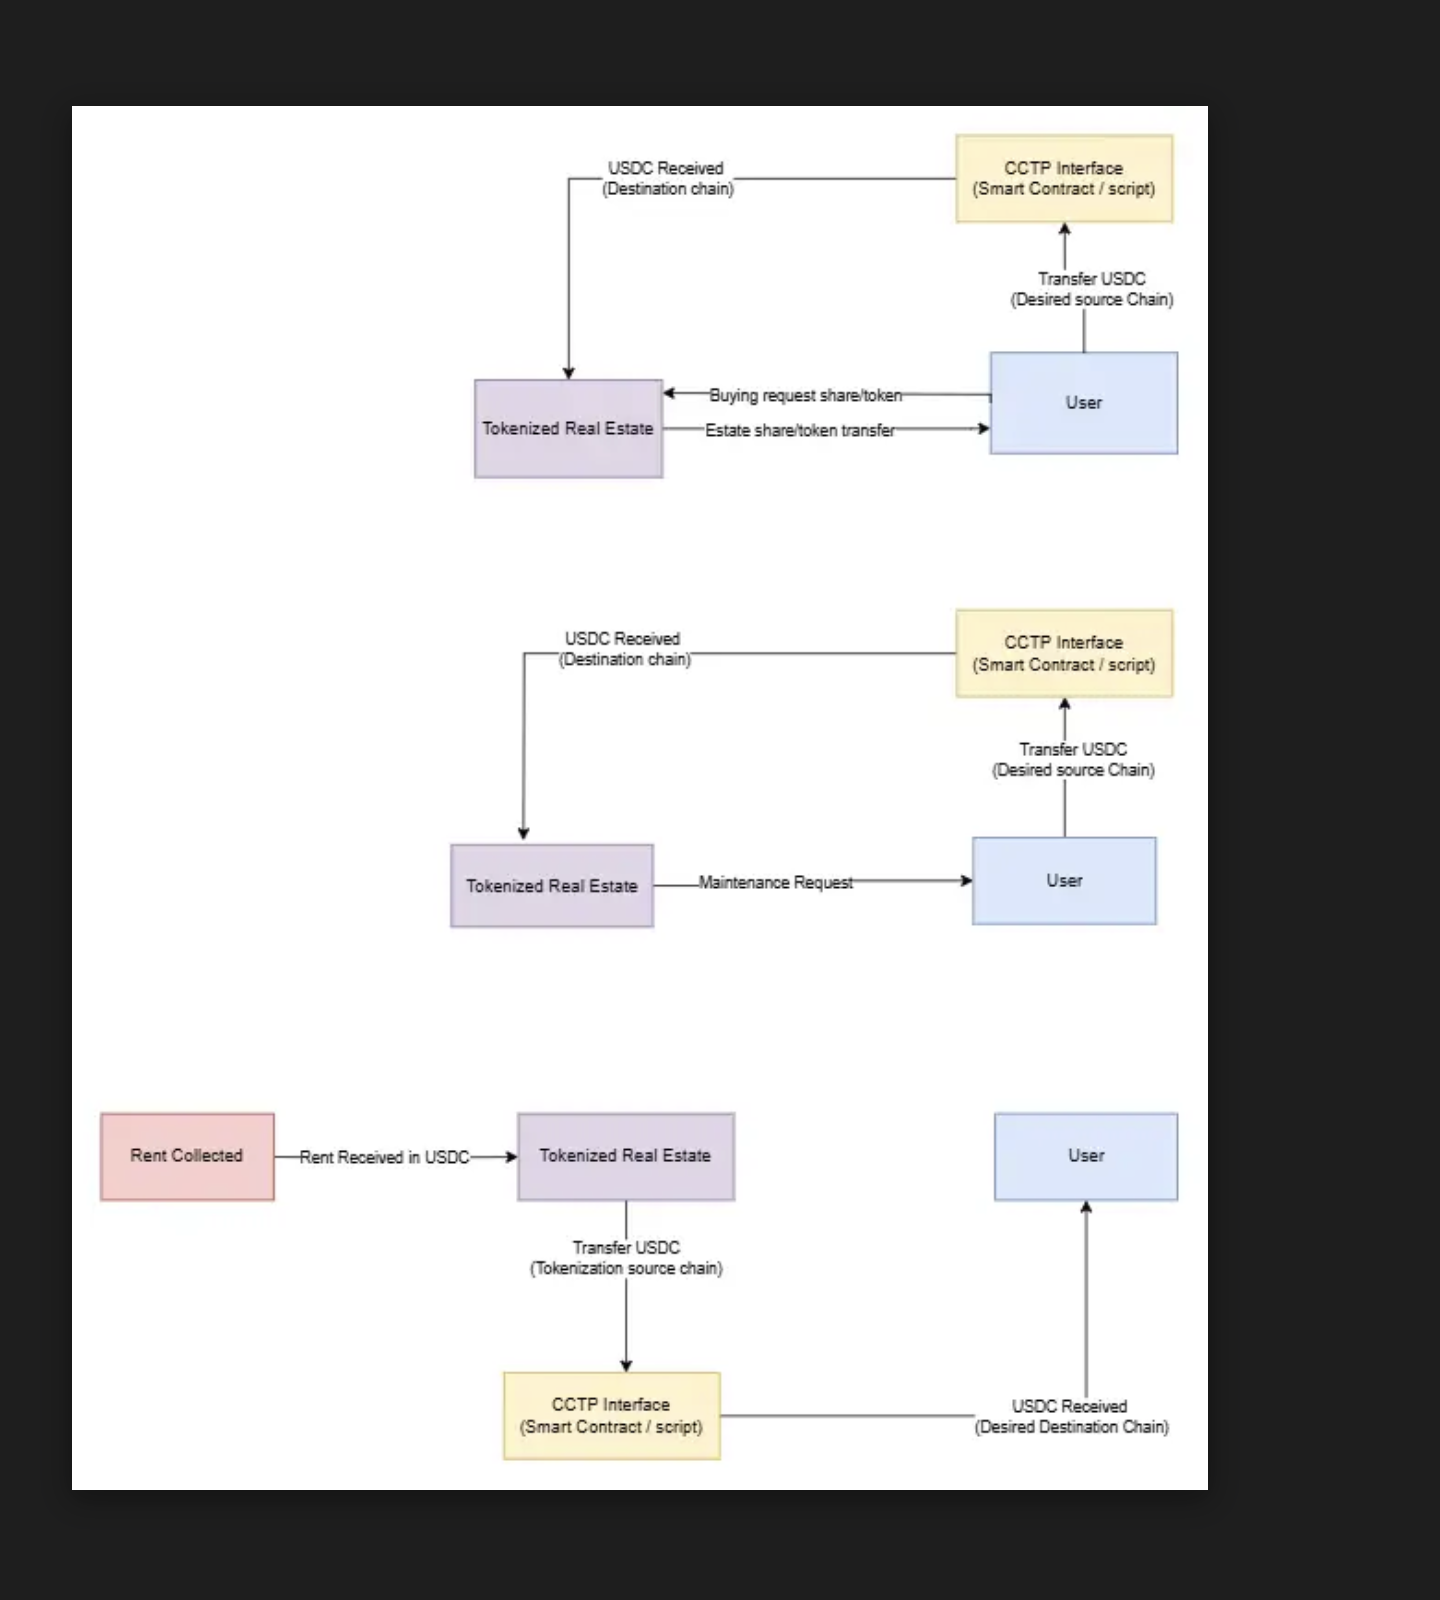 USDC Received
(Destination chain)
CCTP Interface
(Smart Contract / script)
Transfer USDC
(Desired source Chain)
Buying request share/token
User
Tokenized Real Estate
Estate share/token transfer
USDC Received
(Destination chain)
CCTP Interface
(Smart Contract / script)
Transfer USDC
(Desired source Chain)
Tokenized Real Estate
Maintenance Request
User
Rent Collected
Rent Received in USDC
Tokenized Real Estate
User
Transfer USDC
(Tokenization source chain)
CCTP Interface
(Smart Contract / script)
USDC Received
(Desired Destination Chain)